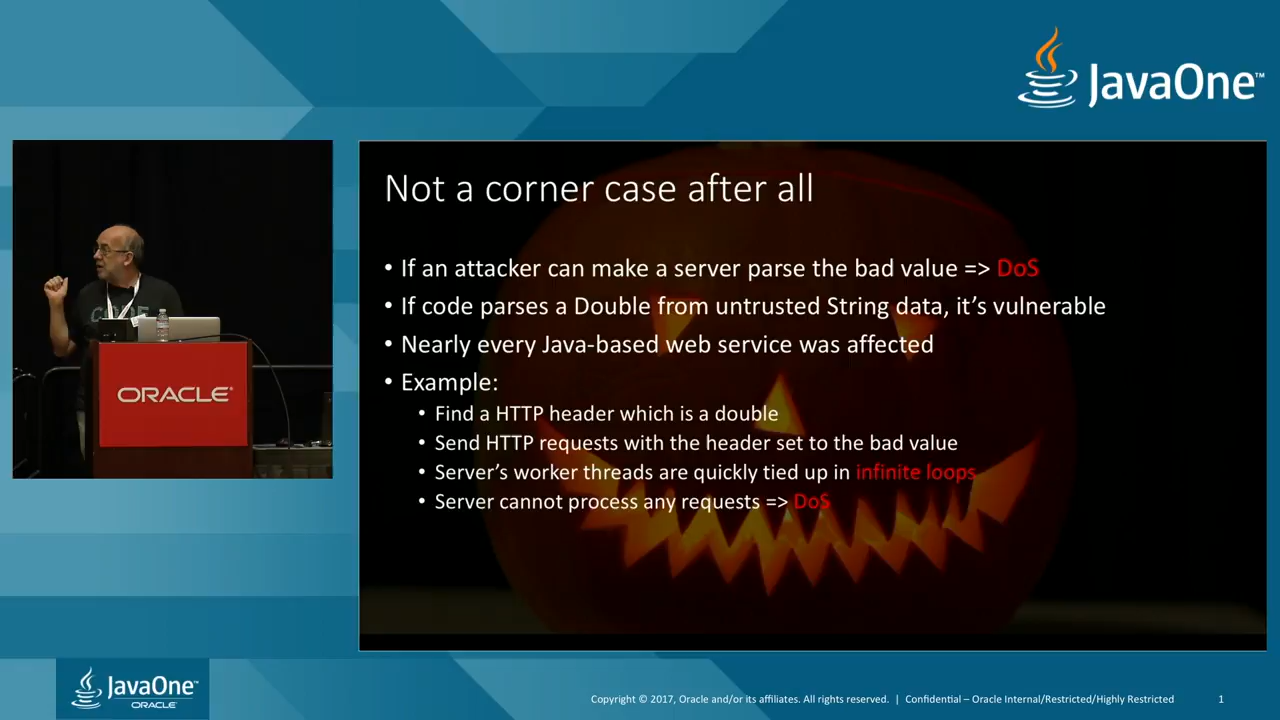 JavaOne™
Not a corner case after all
• If an attacker can make a server parse the bad value => DoS
• If code parses a Double from untrusted String data, it's vulnerable
• Nearly every Java-based web service was affected
• Example:
• Find a HTTP header which is a double
• Send HTTP requests with the header set to the bad value
• Server's worker threads are quickly tied up in infinite loops
• Server cannot process any requests => DoS
CODE
ORACLE®
JavaOne™
ORACLE®
Copyright © 2017, Oracle and/or its affiliates. All rights reserved. | Confidential – Oracle Internal/Restricted/Highly Restricted 1